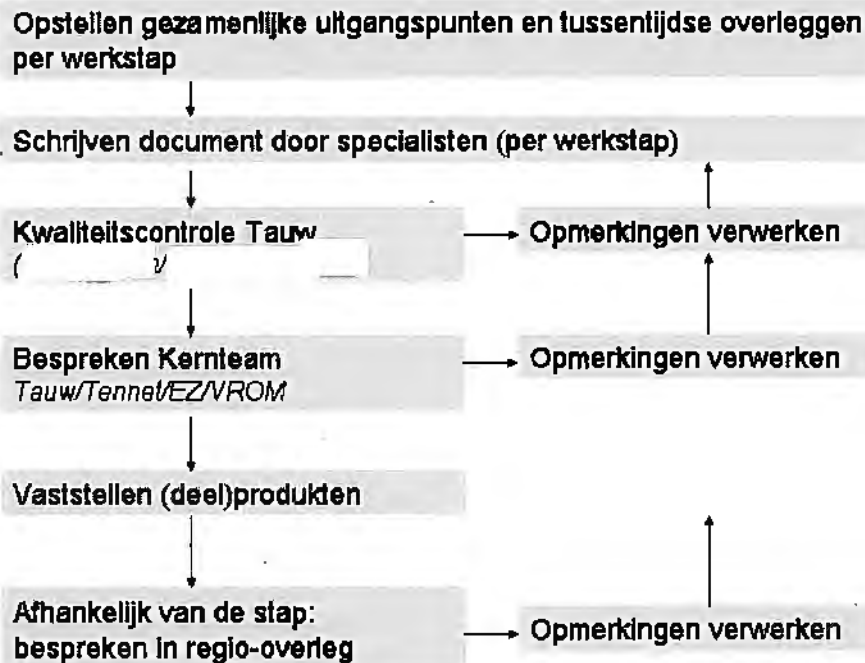 Opstellen gezamenlijke uitgangspunten en tussentijdse overleggen
per werkstap
Schrijven document door specialisten (per werkstap)
Kwaliteitscontrole Tauw
(
Opmerkingen verwerken
Bespreken Kernteam
Tauw/Tennet/EZ/VROM
Opmerkingen verwerken
Vaststellen (deel)produkten
Afhankelijk van de stap:
bespreken in regio-overleg
Opmerkingen verwerken